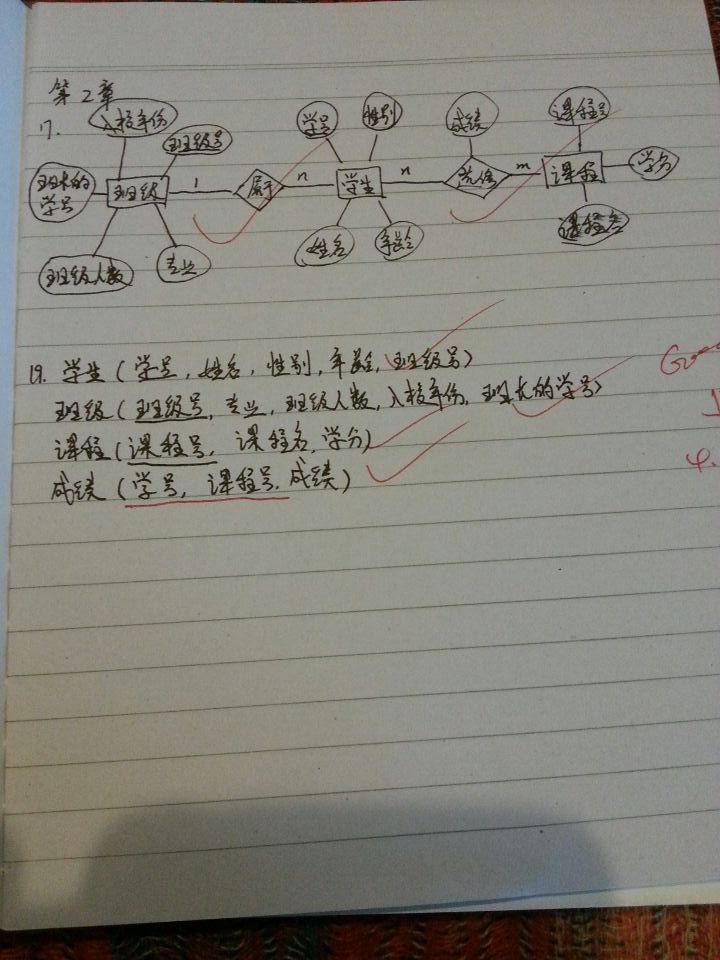 第2章
17.
入校年份
班级号
班长的
学号
班级
班级人数
专业
1
属于
n
学号
性别
学生
姓名
年龄
n
成绩
选修
m
课程号
课程
学分
课程名
19. 学生(学号, 姓名, 性别, 年龄, 班级号)
班级(班级号, 专业, 班级人数, 入校年份, 班长的学号)
课程(课程号, 课程名, 学分)
成绩(学号, 课程号, 成绩)